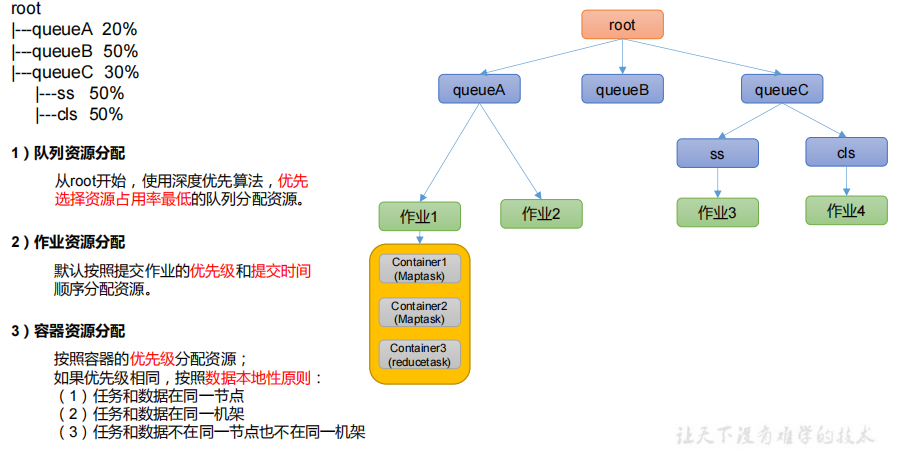 root
|---queueA 20%
|---queueB 50%
|---queueC 30%
|---ss 50%
|---cls 50%
1）队列资源分配
从root开始，使用深度优先算法，优先
选择资源占用率最低的队列分配资源。
2）作业资源分配
默认按照提交作业的优先级和提交时间
顺序分配资源。
3）容器资源分配
按照容器的优先级分配资源；
如果优先级相同，按照数据本地性原则：
（1）任务和数据在同一节点
（2）任务和数据在同一机架
（3）任务和数据不在同一节点也不在同一机架
root
queueA
queueB
queueC
ss
cls
作业1
作业2
作业3
作业4
Container1
(Maptask)
Container2
(Maptask)
Container3
(reducetask)
让天下没有难学的技术